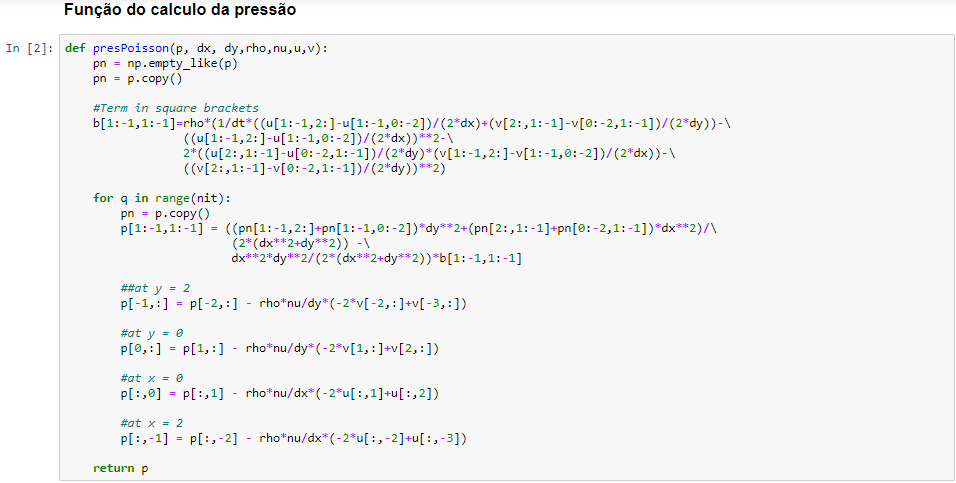 Função do calculo da pressão
In [2]: def presPoisson(p, dx, dy,rho,nu,u,v):
    pn = np.empty_like(p)
    pn = p.copy()
    #Term in square brackets
    b[1:-1,1:-1]=rho*(1/dt*((u[1:-1,2:]-u[1:-1,0:-2])/(2*dx)+(v[2:,1:-1]-v[0:-2,1:-1])/(2*dy))-\
                 ((u[1:-1,2:]-u[1:-1,0:-2])/(2*dx))**2-\
                 2*((u[2:,1:-1]-u[0:-2,1:-1])/(2*dy)*(v[1:-1,2:]-v[1:-1,0:-2])/(2*dx))-\
                 ((v[2:,1:-1]-v[0:-2,1:-1])/(2*dy))**2)
    for q in range(nit):
        pn = p.copy()
        p[1:-1,1:-1] = ((pn[1:-1,2:]+pn[1:-1,0:-2])*dy**2+(pn[2:,1:-1]+pn[0:-2,1:-1])*dx**2)/\
                        (2*(dx**2+dy**2)) -\
                        dx**2*dy**2/(2*(dx**2+dy**2))*b[1:-1,1:-1]
        ##at y = 2
        p[-1,:] = p[-2,:] - rho*nu/dy*(-2*v[-2,:]+v[-3,:])
        #at y = 0
        p[0,:] = p[1,:] - rho*nu/dy*(-2*v[1,:]+v[2,:])
        #at x = 0
        p[:,0] = p[:,1] - rho*nu/dx*(-2*u[:,1]+u[:,2])
        #at x = 2
        p[:,-1] = p[:,-2] - rho*nu/dx*(-2*u[:,-2]+u[:,-3])
    return p